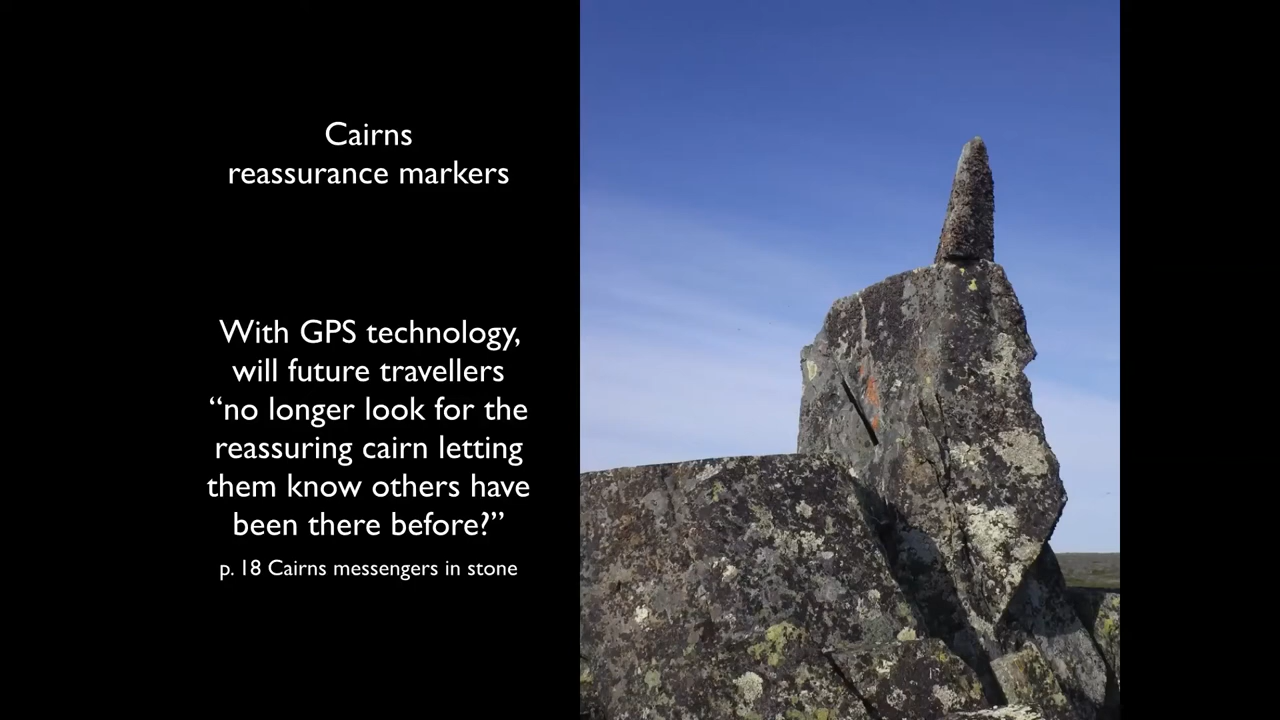 Cairns
reassurance markers
With GPS technology,
will future travellers
“no longer look for the
reassuring cairn letting
them know others have
been there before?”
p. 18 Cairns messengers in stone